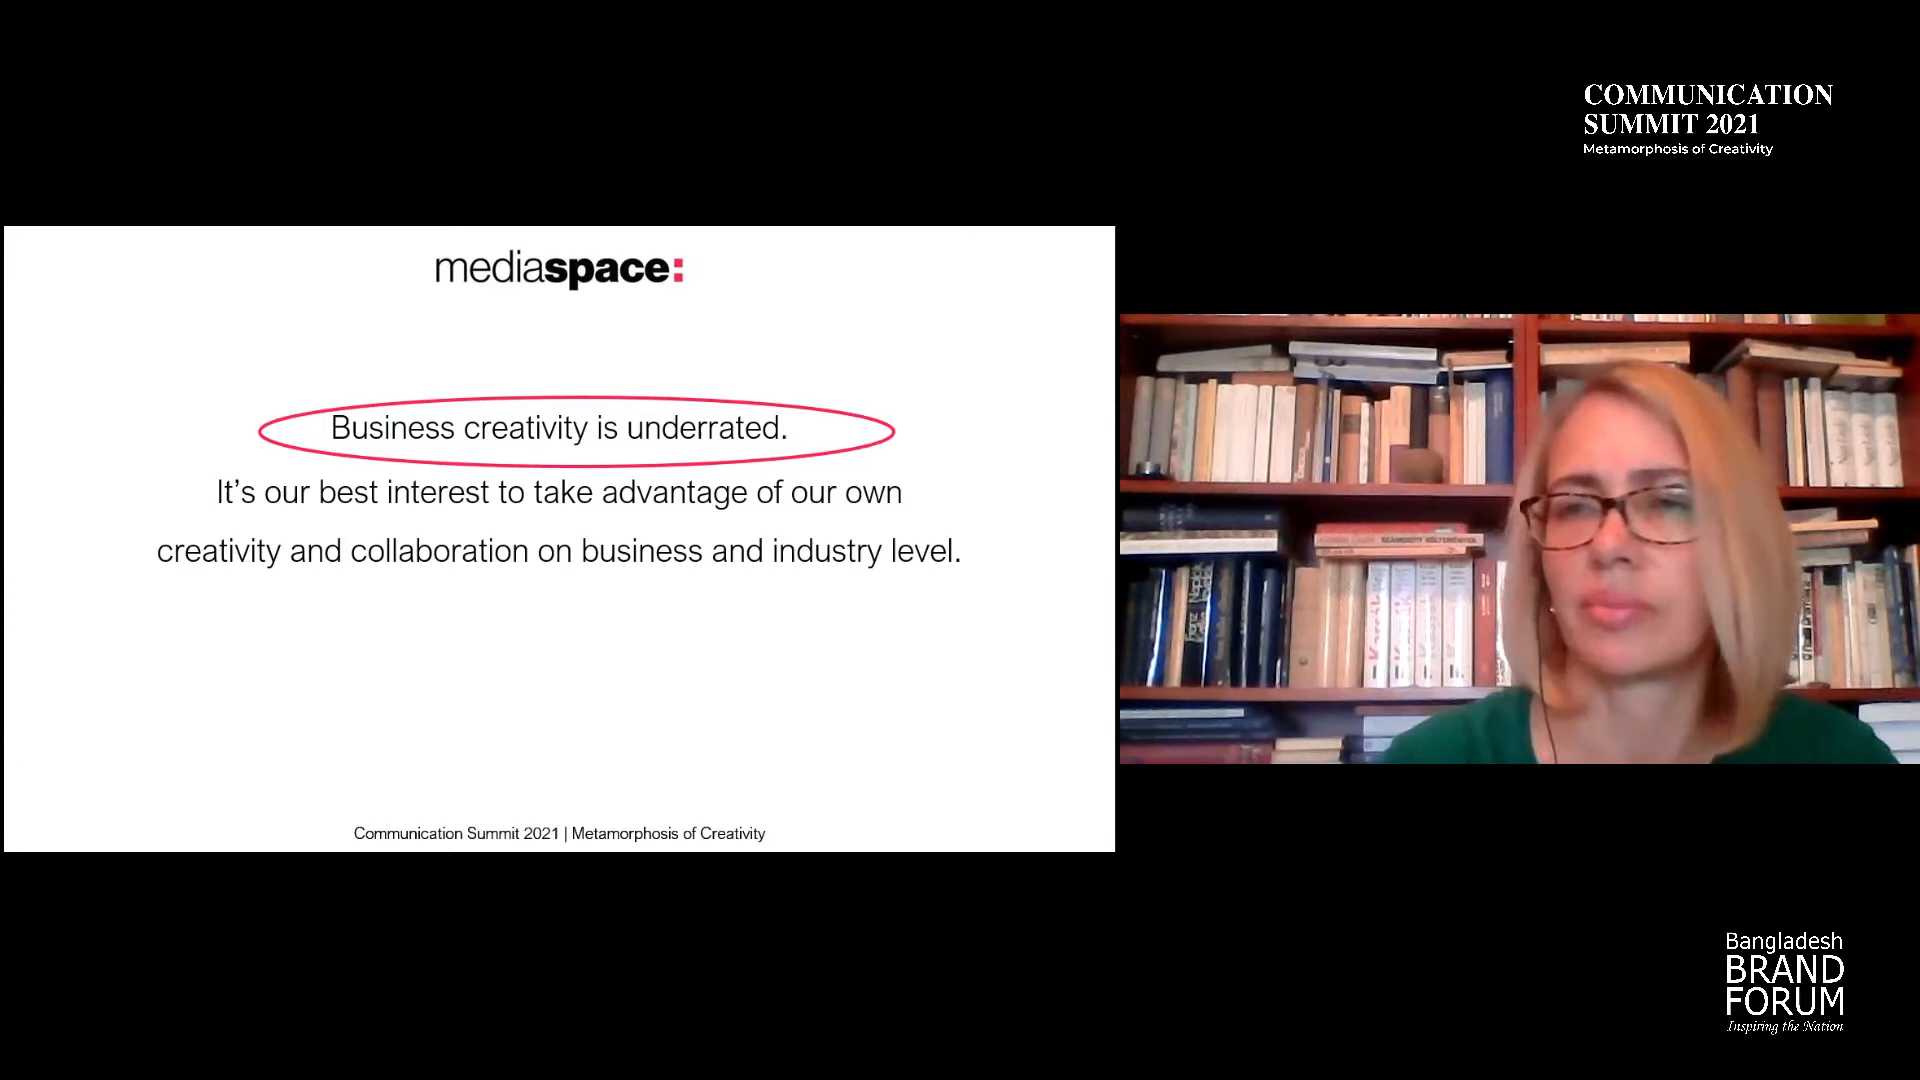 COMMUNICATION
SUMMIT 2021
Metamorphosis of Creativity
mediaspace:
Business creativity is underrated.
It's our best interest to take advantage of our own
creativity and collaboration on business and industry level.
Communication Summit 2021 | Metamorphosis of Creativity
Bangladesh
BRAND
FORUM
Inspiring the Nation